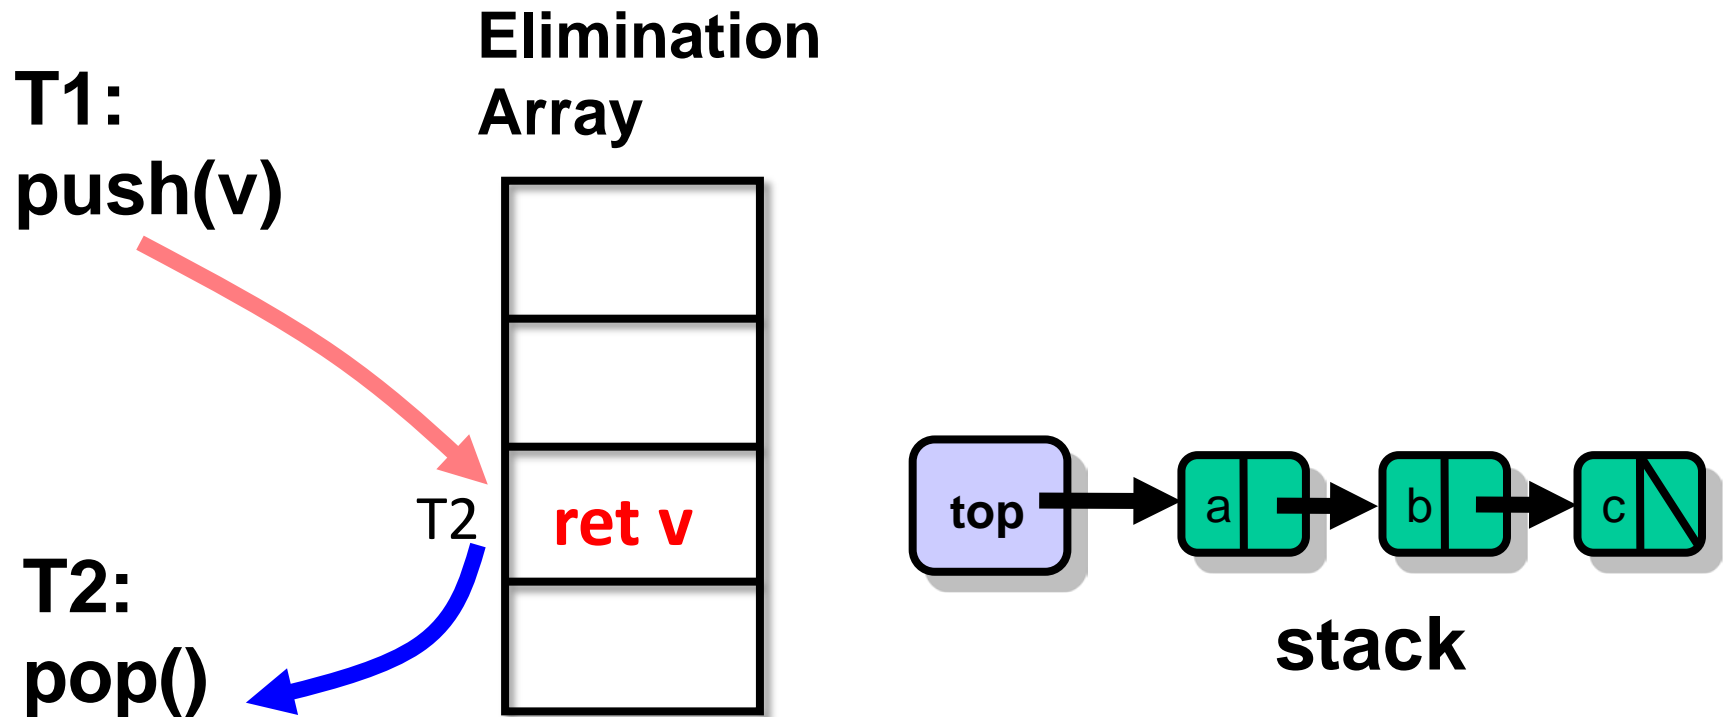 Elimination
Array
T1:
push(v)
T2
ret v
T2:
pop()
top
a
b
c
stack